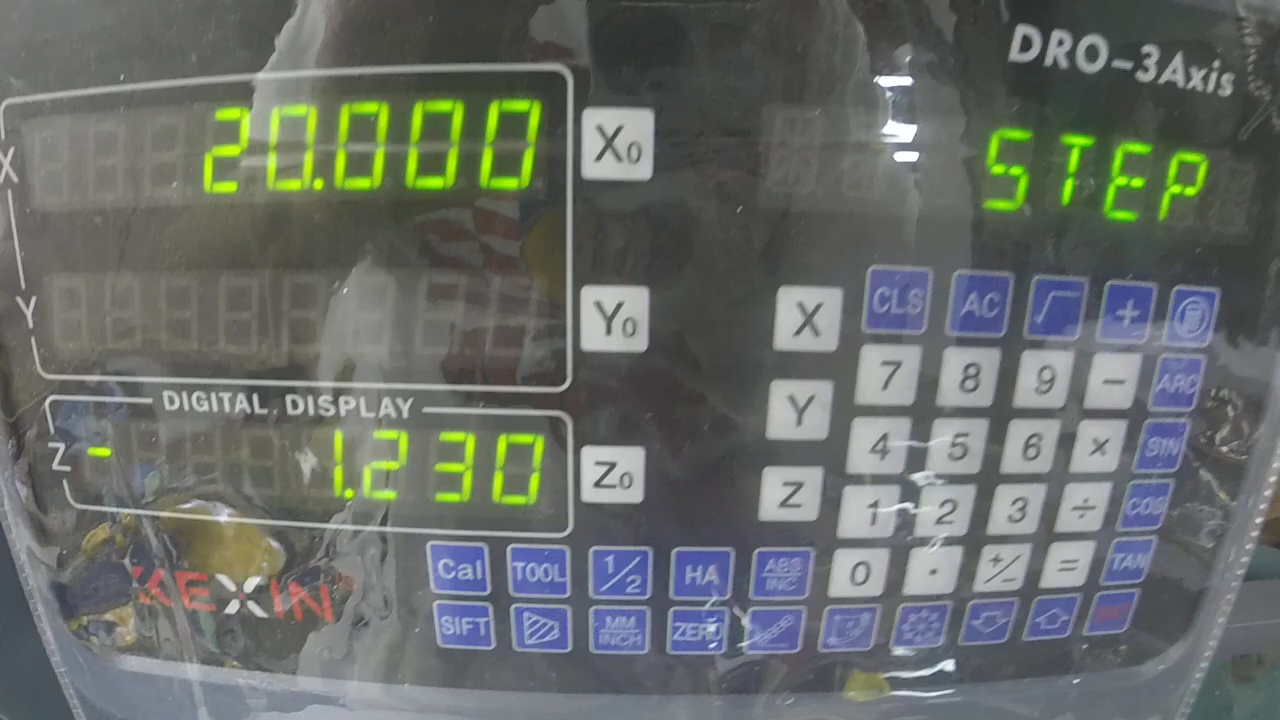 DRO-3Axis
X 20.000 X0
STEP
Y Y0
DIGITAL DISPLAY
Z - 1.230 Z0
X CLS AC √ +
7 8 9 - ARC
Y 4 5 6 × SIN
Z 1 2 3 ÷ COS
0 . +/- = TAN
Cal TOOL 1/2 HA ABS INC
SIFT MM INCH ZERO
KEXIN